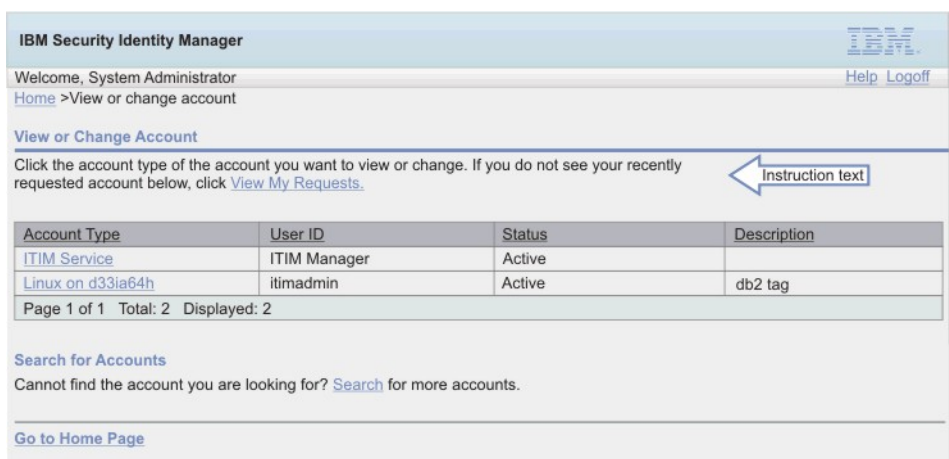 IBM Security Identity Manager
IBM
Welcome, System Administrator
Help Logoff
Home >View or change account
View or Change Account
Click the account type of the account you want to view or change. If you do not see your recently
requested account below, click View My Requests.
Instruction text
Account Type User ID Status Description
ITIM Service ITIM Manager Active
Linux on d33ia64h itimadmin Active db2 tag
Page 1 of 1 Total: 2 Displayed: 2
Search for Accounts
Cannot find the account you are looking for? Search for more accounts.
Go to Home Page